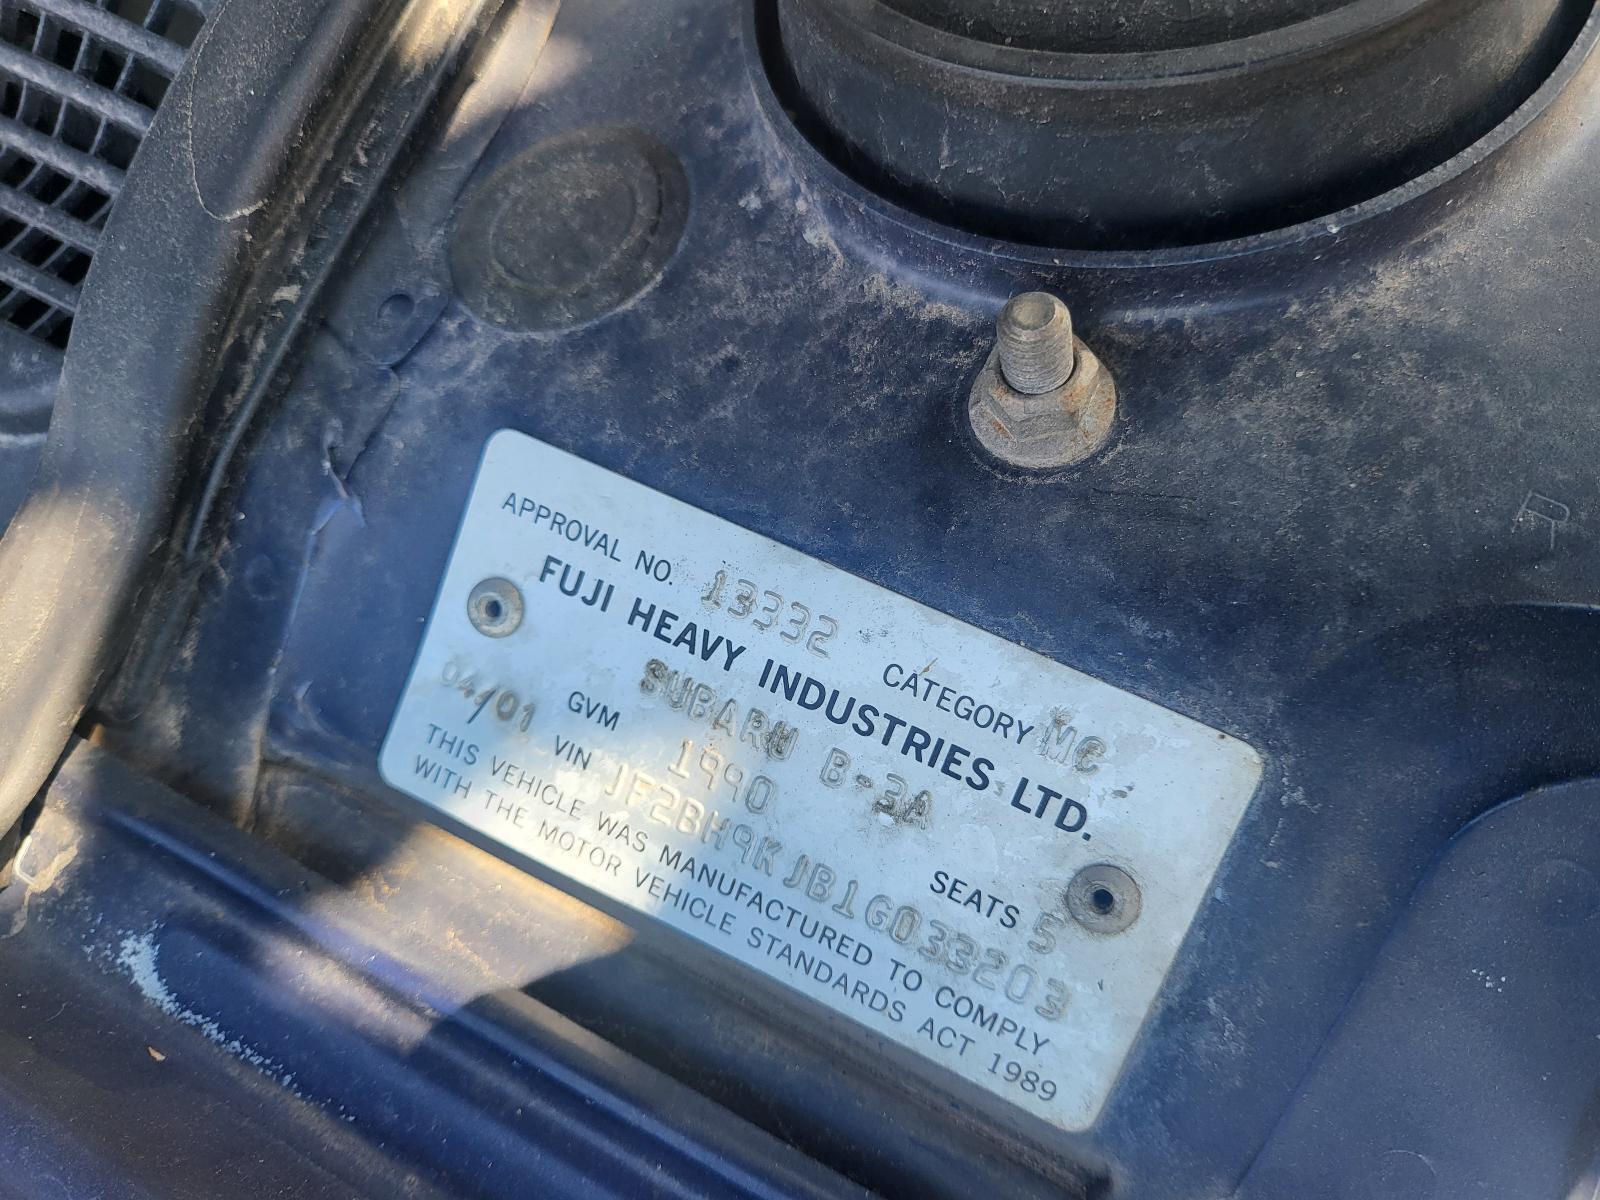 APPROVAL NO. 13332 CATEGORY MC
FUJI HEAVY INDUSTRIES LTD.
SUBARU B-3A
04/01 GVM 1990 SEATS 5
VIN JF2BH9KJB1G033203
THIS VEHICLE WAS MANUFACTURED TO COMPLY
WITH THE MOTOR VEHICLE STANDARDS ACT 1989
R